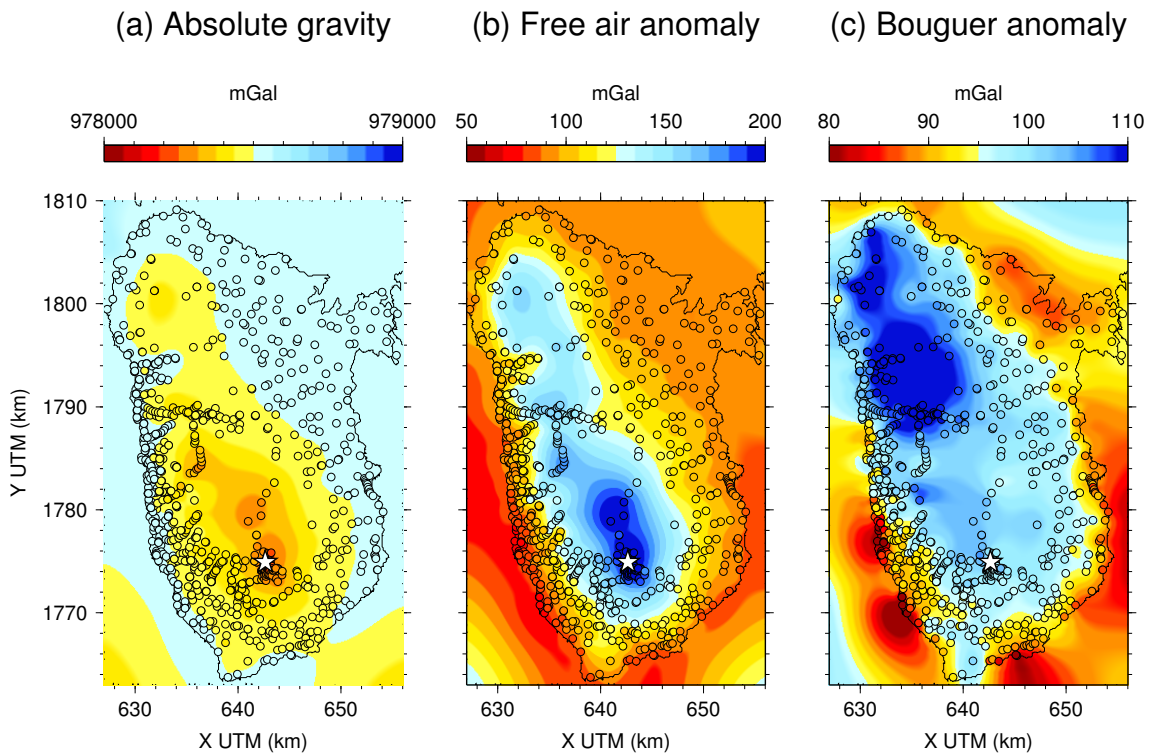 (a) Absolute gravity (b) Free air anomaly (c) Bouguer anomaly
mGal mGal mGal
978000 979000 50 100 150 200 80 90 100 110
1810
1800
1790
1780
1770
Y UTM (km)
630 640 650 630 640 650 630 640 650
X UTM (km) X UTM (km) X UTM (km)